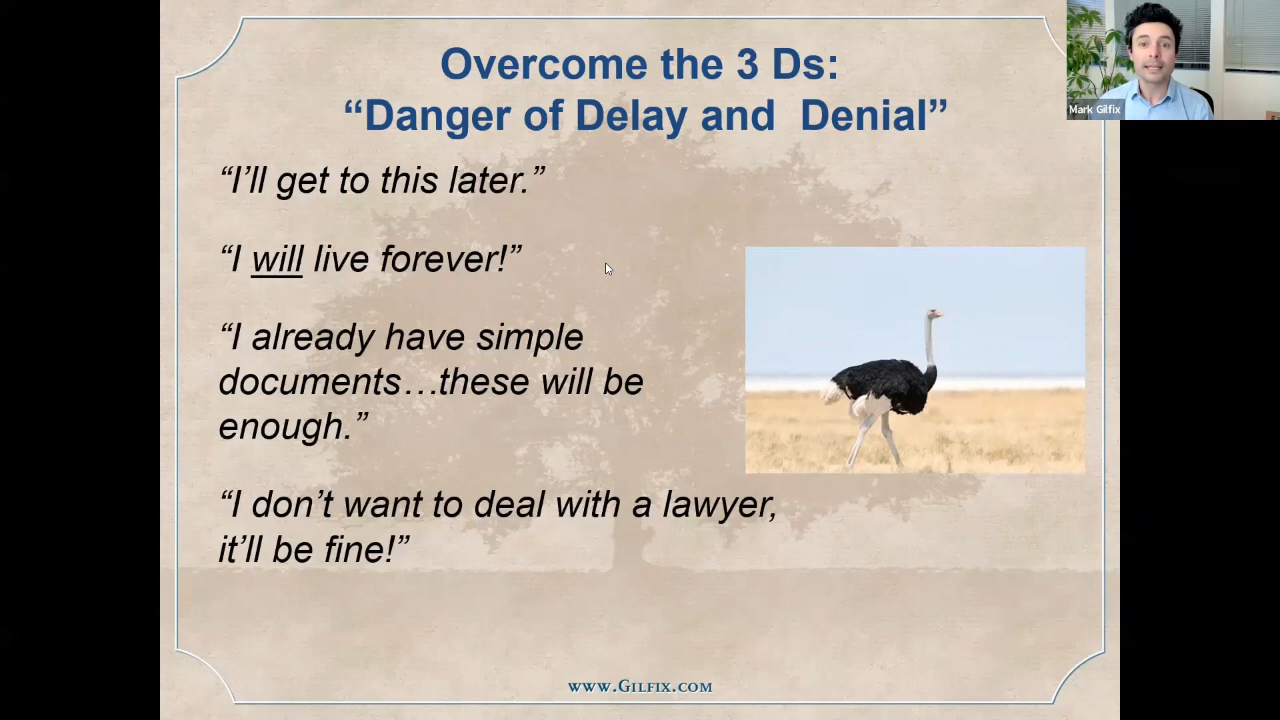 Overcome the 3 Ds:
“Danger of Delay and  Denial”
Mark Gilfix
“I’ll get to this later.”
“I will live forever!”
“I already have simple
documents…these will be
enough.”
“I don’t want to deal with a lawyer,
it’ll be fine!”
www.Gilfix.com